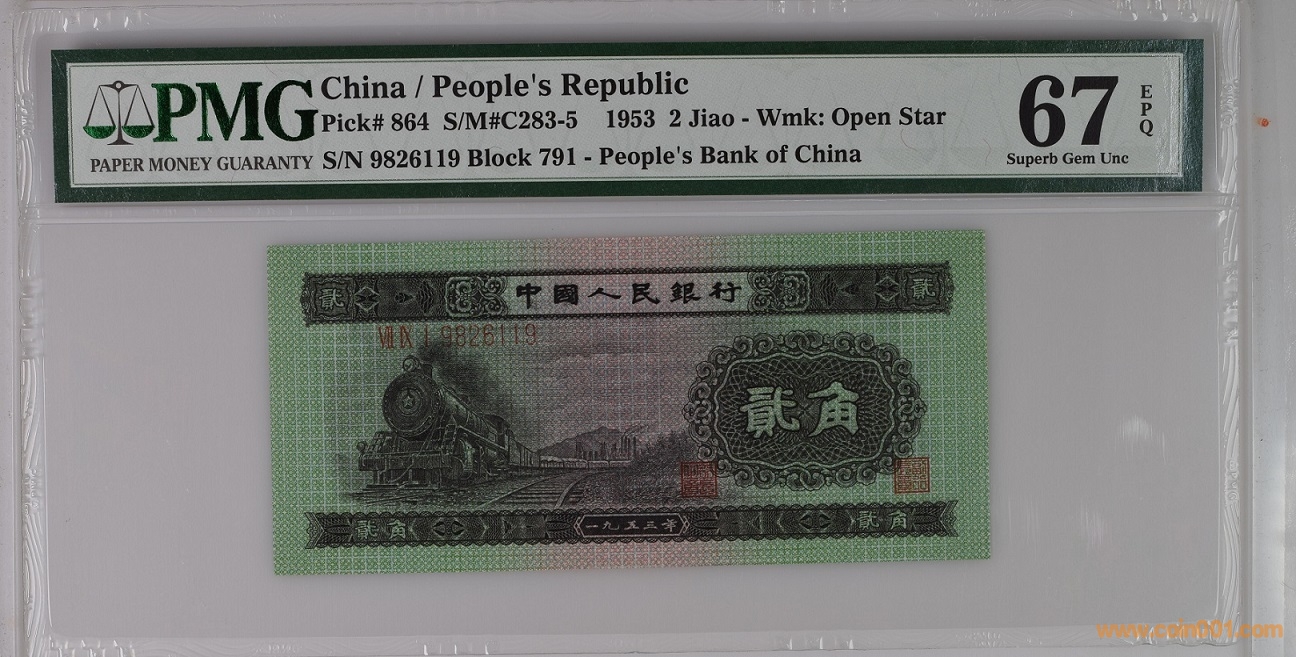 China / People's Republic
PMG
Pick# 864 S/M#C283-5 1953 2 Jiao - Wmk: Open Star
PAPER MONEY GUARANTY
S/N 9826119 Block 791 - People's Bank of China
67
EPQ
Superb Gem Unc
貳 中國人民銀行 貳
VII IX I 9826119
貳角
貳角 一九五三年 貳角
www.coin001.com